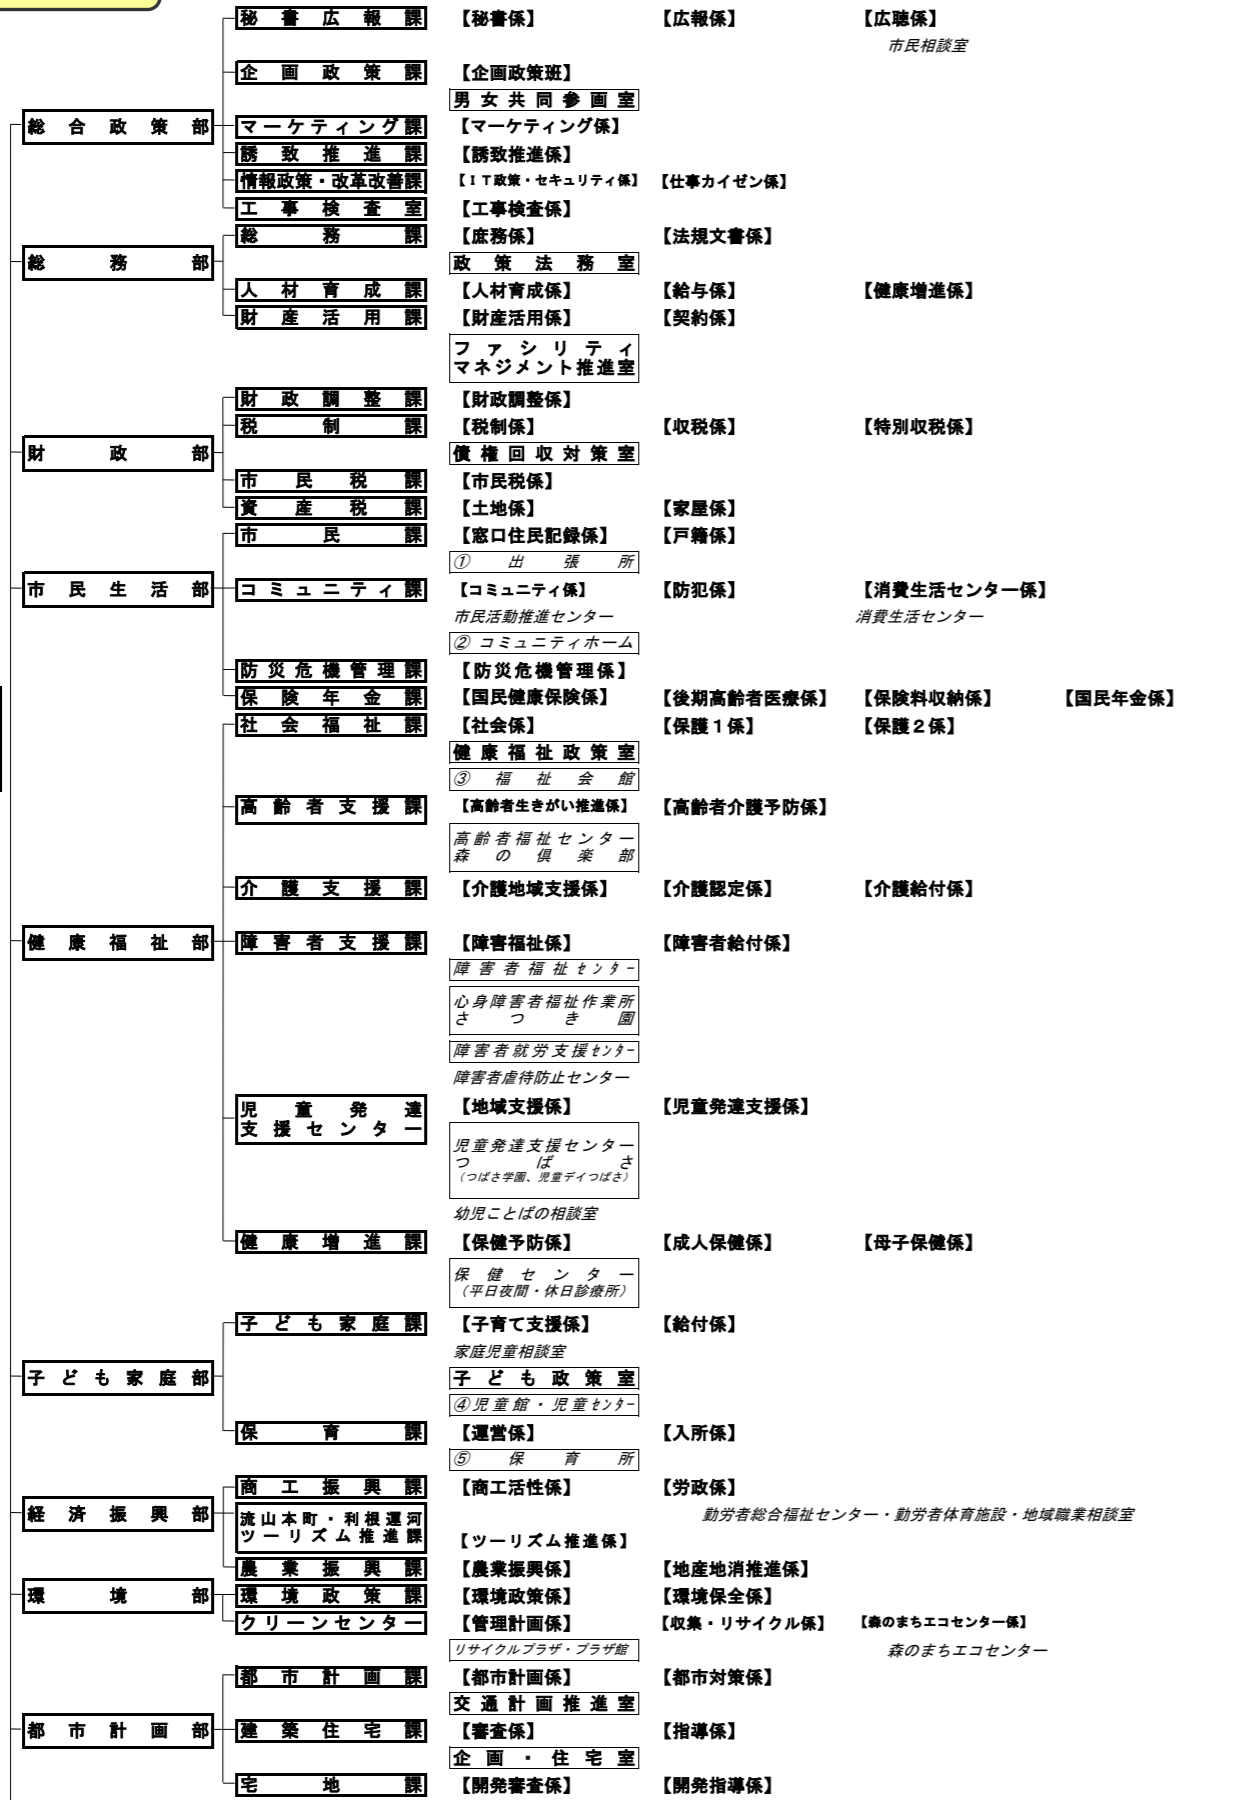 秘書広報課 【秘書係】 【広報係】 【広聴係】
市民相談室
企画政策課 【企画政策班】
男女共同参画室
総合政策部 マーケティング課 【マーケティング係】
誘致推進課 【誘致推進係】
情報政策・改革改善課 【ＩＴ政策・セキュリティ係】 【仕事カイゼン係】
工事検査室 【工事検査係】
総務課 【庶務係】 【法規文書係】
総務部 政策法務室
人材育成課 【人材育成係】 【給与係】 【健康増進係】
財産活用課 【財産活用係】 【契約係】
ファシリティ
マネジメント推進室
財政調整課 【財政調整係】
税制課 【税制係】 【収税係】 【特別収税係】
財政部 債権回収対策室
市民税課 【市民税係】
資産税課 【土地係】 【家屋係】
市民課 【窓口住民記録係】 【戸籍係】
① 出張所
市民生活部 コミュニティ課 【コミュニティ係】 【防犯係】 【消費生活センター係】
市民活動推進センター 消費生活センター
② コミュニティホーム
防災危機管理課 【防災危機管理係】
保険年金課 【国民健康保険係】 【後期高齢者医療係】 【保険料収納係】 【国民年金係】
社会福祉課 【社会係】 【保護１係】 【保護２係】
健康福祉政策室
③ 福祉会館
高齢者支援課 【高齢者生きがい推進係】 【高齢者介護予防係】
高齢者福祉センター
森の倶楽部
介護支援課 【介護地域支援係】 【介護認定係】 【介護給付係】
健康福祉部 障害者支援課 【障害福祉係】 【障害者給付係】
障害者福祉ｾﾝﾀｰ
心身障害者福祉作業所
さつき園
障害者就労支援ｾﾝﾀｰ
障害者虐待防止センター
児童発達
支援センター 【地域支援係】 【児童発達支援係】
児童発達支援センター
つばさ
（つばさ学園、児童デイつばさ）
幼児ことばの相談室
健康増進課 【保健予防係】 【成人保健係】 【母子保健係】
保健センター
（平日夜間・休日診療所）
子ども家庭課 【子育て支援係】 【給付係】
家庭児童相談室
子ども家庭部 子ども政策室
④児童館・児童ｾﾝﾀｰ
保育課 【運営係】 【入所係】
⑤ 保育所
商工振興課 【商工活性係】 【労政係】
経済振興部 勤労者総合福祉センター・勤労者体育施設・地域職業相談室
流山本町・利根運河
ツーリズム推進課 【ツーリズム推進係】
農業振興課 【農業振興係】 【地産地消推進係】
環境部 環境政策課 【環境政策係】 【環境保全係】
クリーンセンター 【管理計画係】 【収集・リサイクル係】 【森のまちエコセンター係】
リサイクルプラザ・プラザ館 森のまちエコセンター
都市計画課 【都市計画係】 【都市対策係】
交通計画推進室
都市計画部 建築住宅課 【審査係】 【指導係】
企画・住宅室
宅地課 【開発審査係】 【開発指導係】